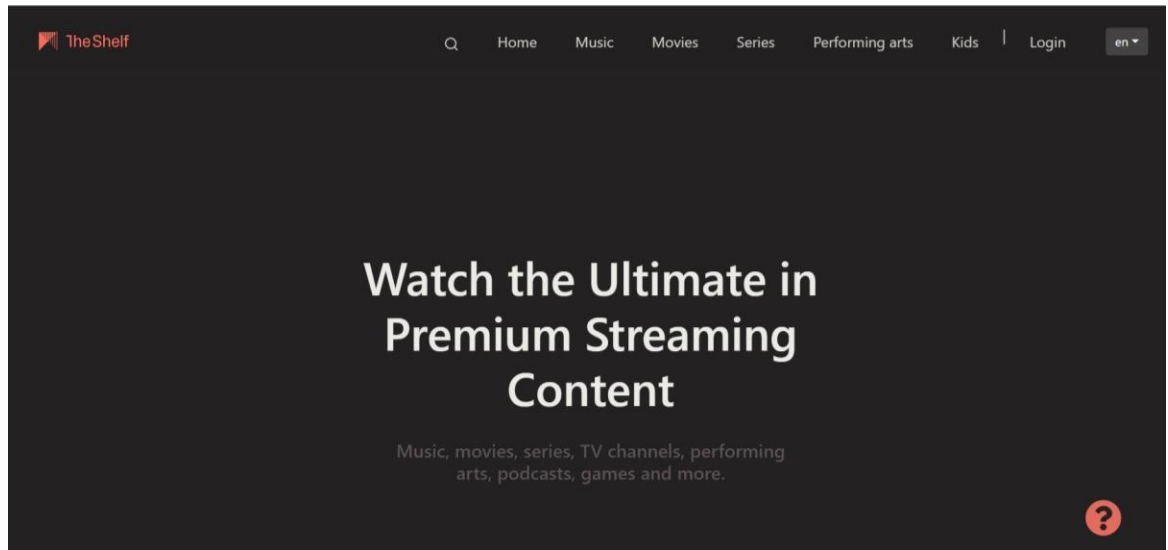 TheShelf
Home Music Movies Series Performing arts Kids | Login en
Watch the Ultimate in
Premium Streaming
Content
Music, movies, series, TV channels, performing
arts, podcasts, games and more.
?